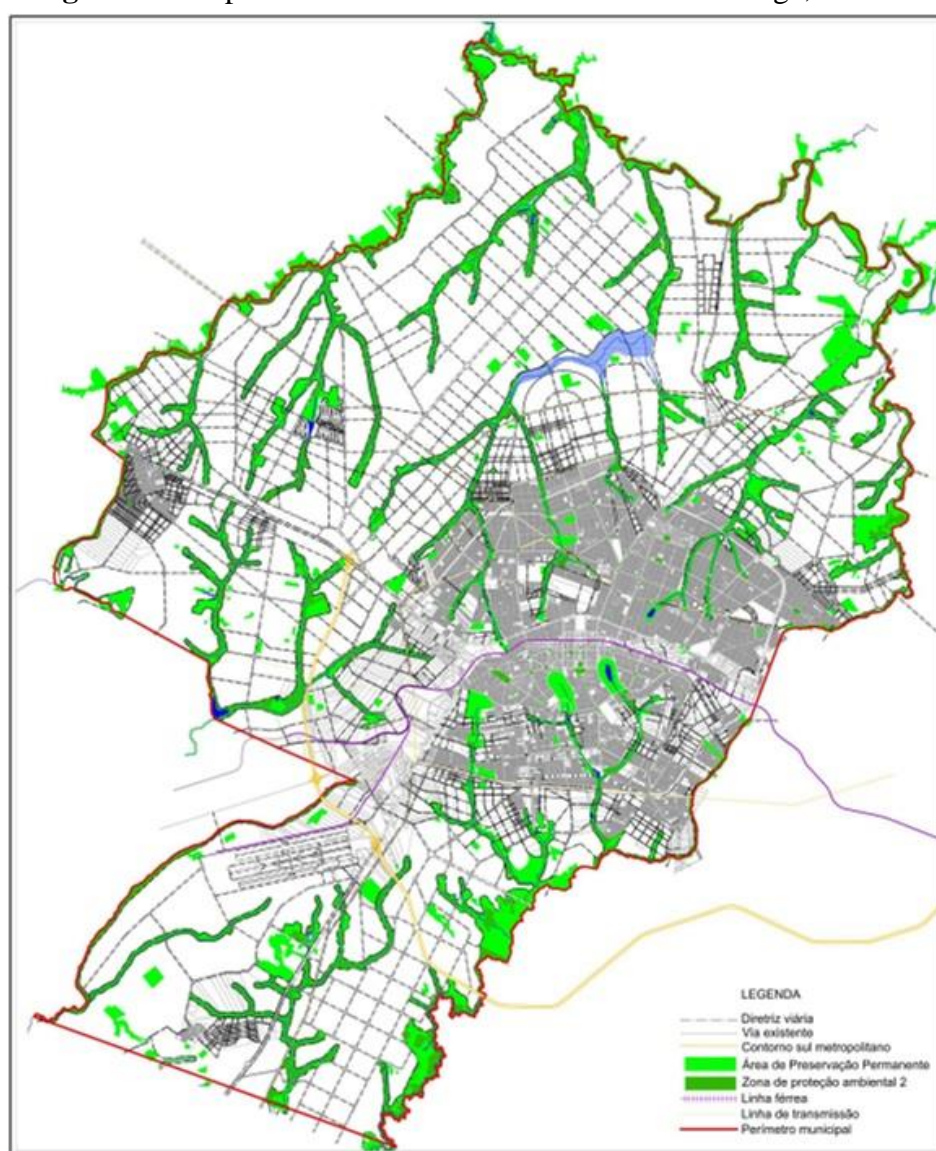 LEGENDA
Diretriz viária
Via existente
Contorno sul metropolitano
Área de Preservação Permanente
Zona de proteção ambiental 2
Linha férrea
Linha de transmissão
Perímetro municipal